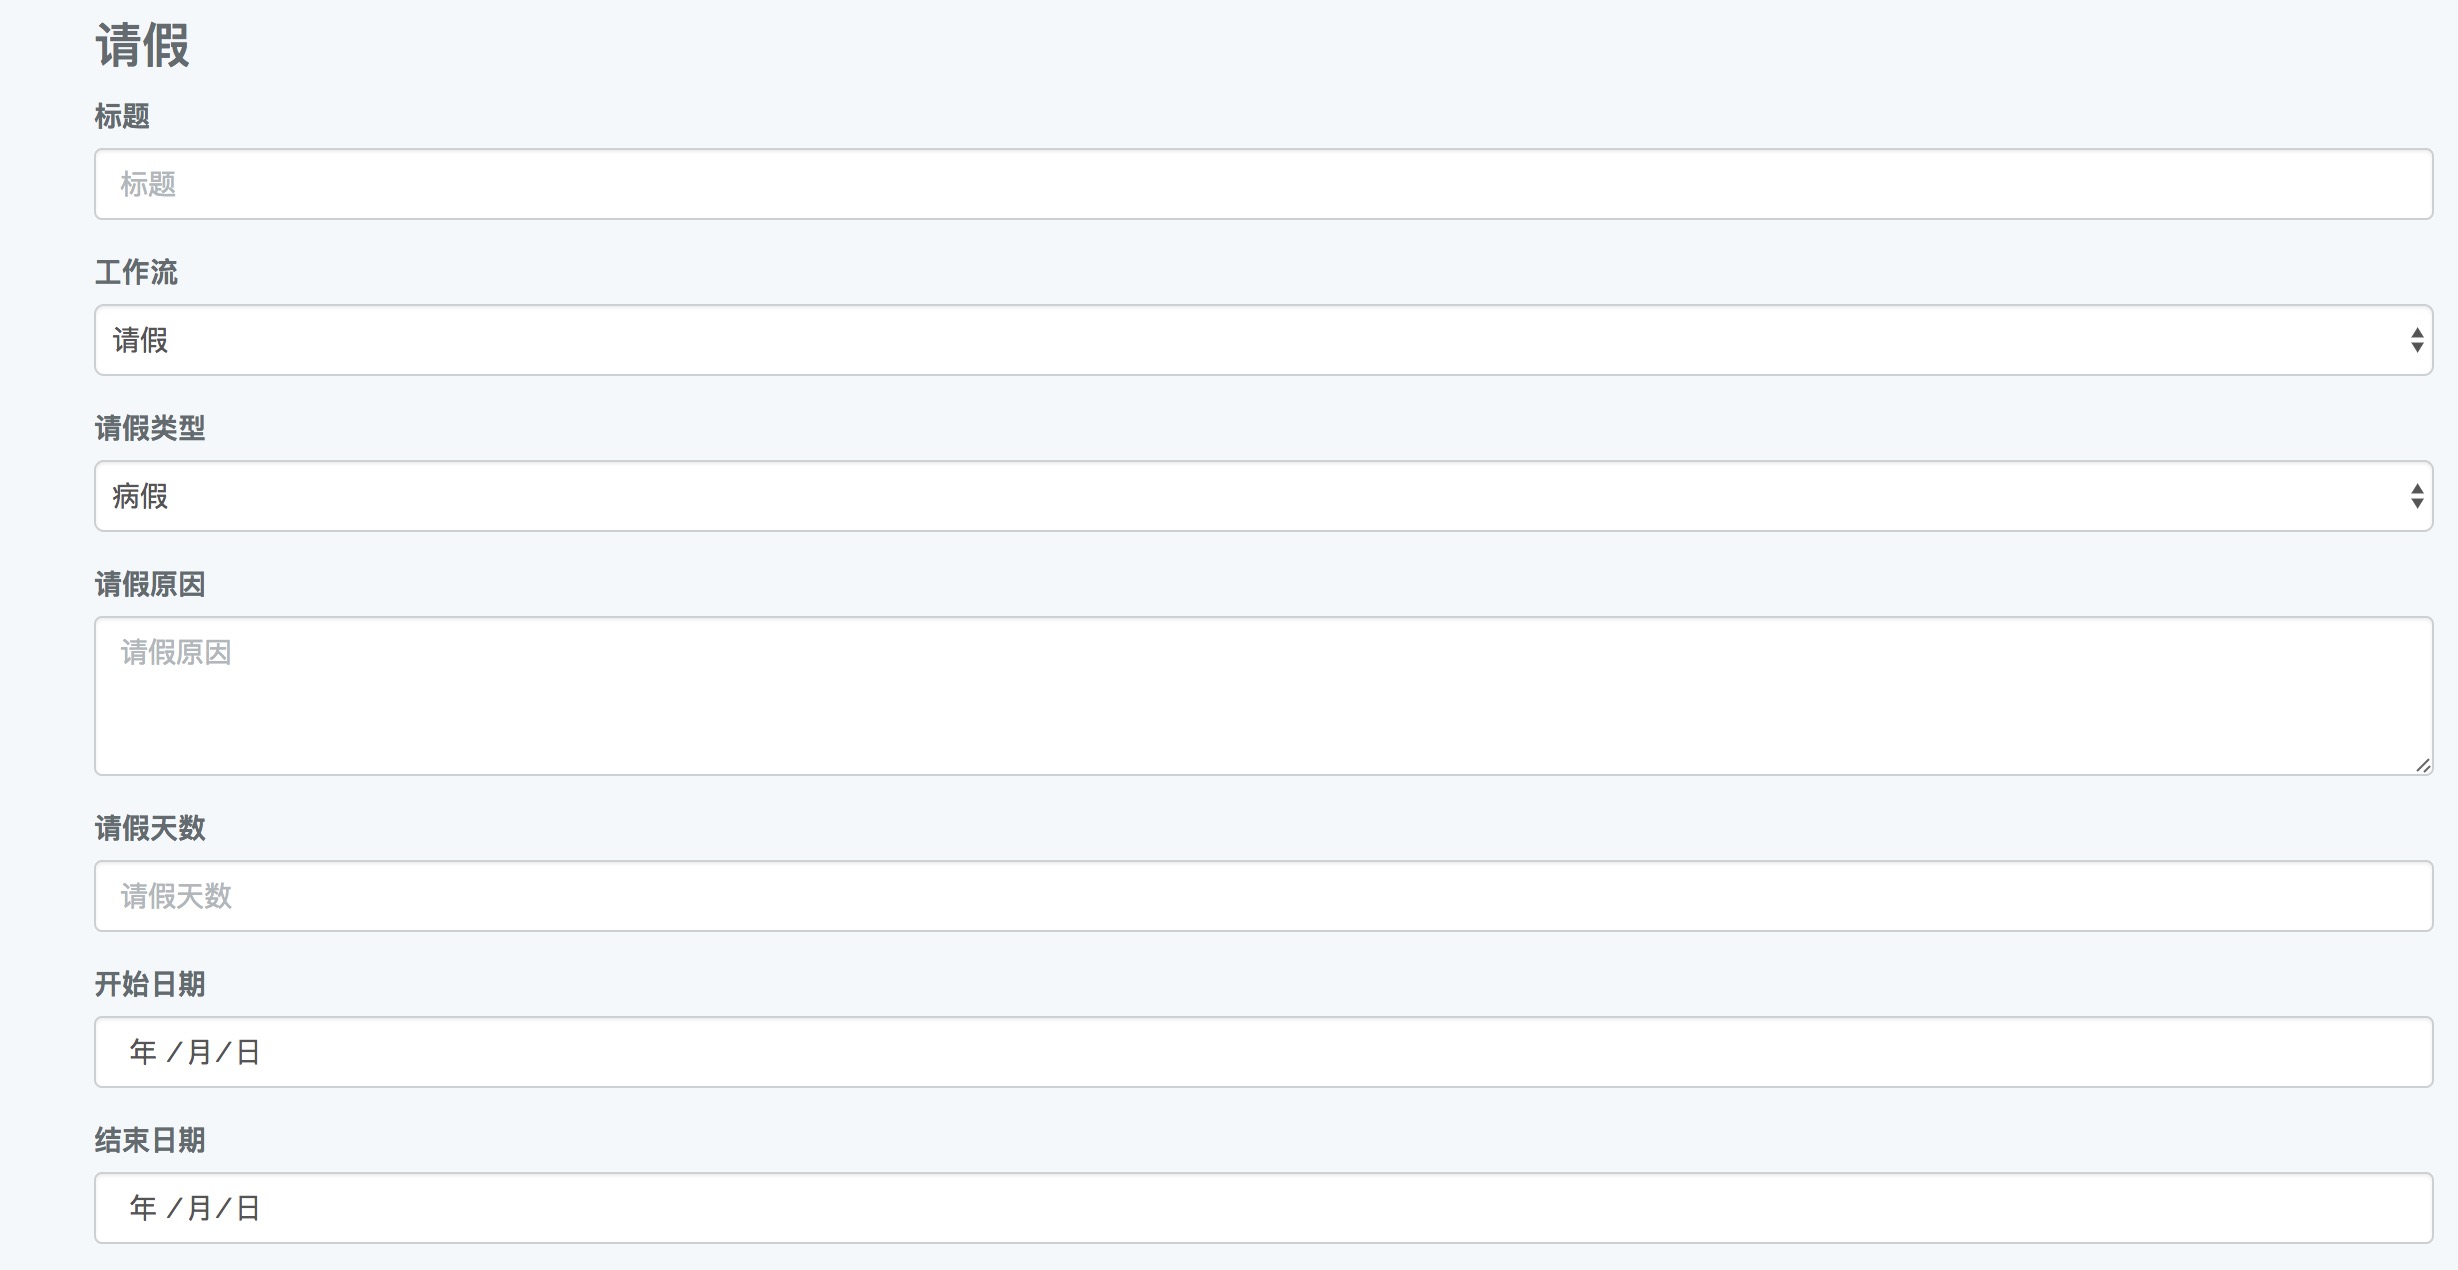 请假
标题
标题
工作流
请假
请假类型
病假
请假原因
请假原因
请假天数
请假天数
开始日期
年 /月/日
结束日期
年 /月/日